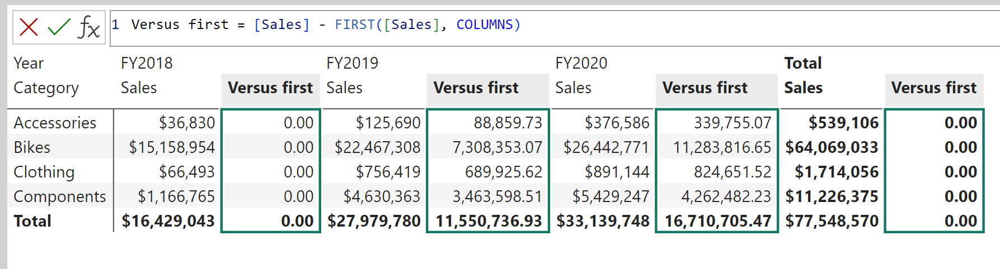 1 Versus first = [Sales] - FIRST([Sales], COLUMNS)
Year FY2018 FY2019 FY2020 Total
Category Sales Versus first Sales Versus first Sales Versus first Sales Versus first
Accessories $36,830 0.00 $125,690 88,859.73 $376,586 339,755.07 $539,106 0.00
Bikes $15,158,954 0.00 $22,467,308 7,308,353.07 $26,442,771 11,283,816.65 $64,069,033 0.00
Clothing $66,493 0.00 $756,419 689,925.62 $891,144 824,651.52 $1,714,056 0.00
Components $1,166,765 0.00 $4,630,363 3,463,598.51 $5,429,247 4,262,482.23 $11,226,375 0.00
Total $16,429,043 0.00 $27,979,780 11,550,736.93 $33,139,748 16,710,705.47 $77,548,570 0.00